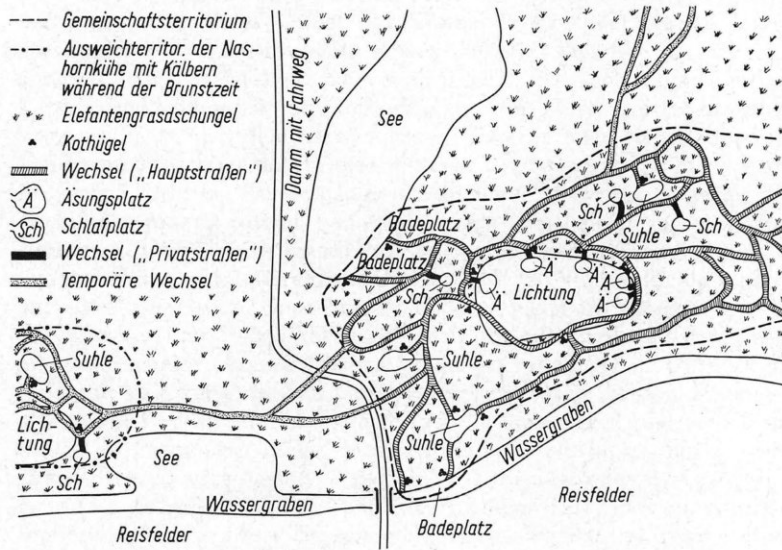 Gemeinschaftsterritorium
Ausweichterritor. der Nas-
hornkühe mit Kälbern
während der Brunstzeit
Elefantengrasdschungel
Kothügel
Wechsel („Hauptstraßen")
Ä Äsungsplatz
Sch Schlafplatz
Wechsel („Privatstraßen")
Temporäre Wechsel
Damm mit Fahrweg
See
Badeplatz
Badeplatz
Sch
Sch
Suhle
Sch
Ä
Ä
Ä
Ä
Ä
Lichtung
Suhle
Suhle
Suhle
Lich-
tung
Sch
See
Wassergraben
Wassergraben
Reisfelder
Badeplatz
Reisfelder